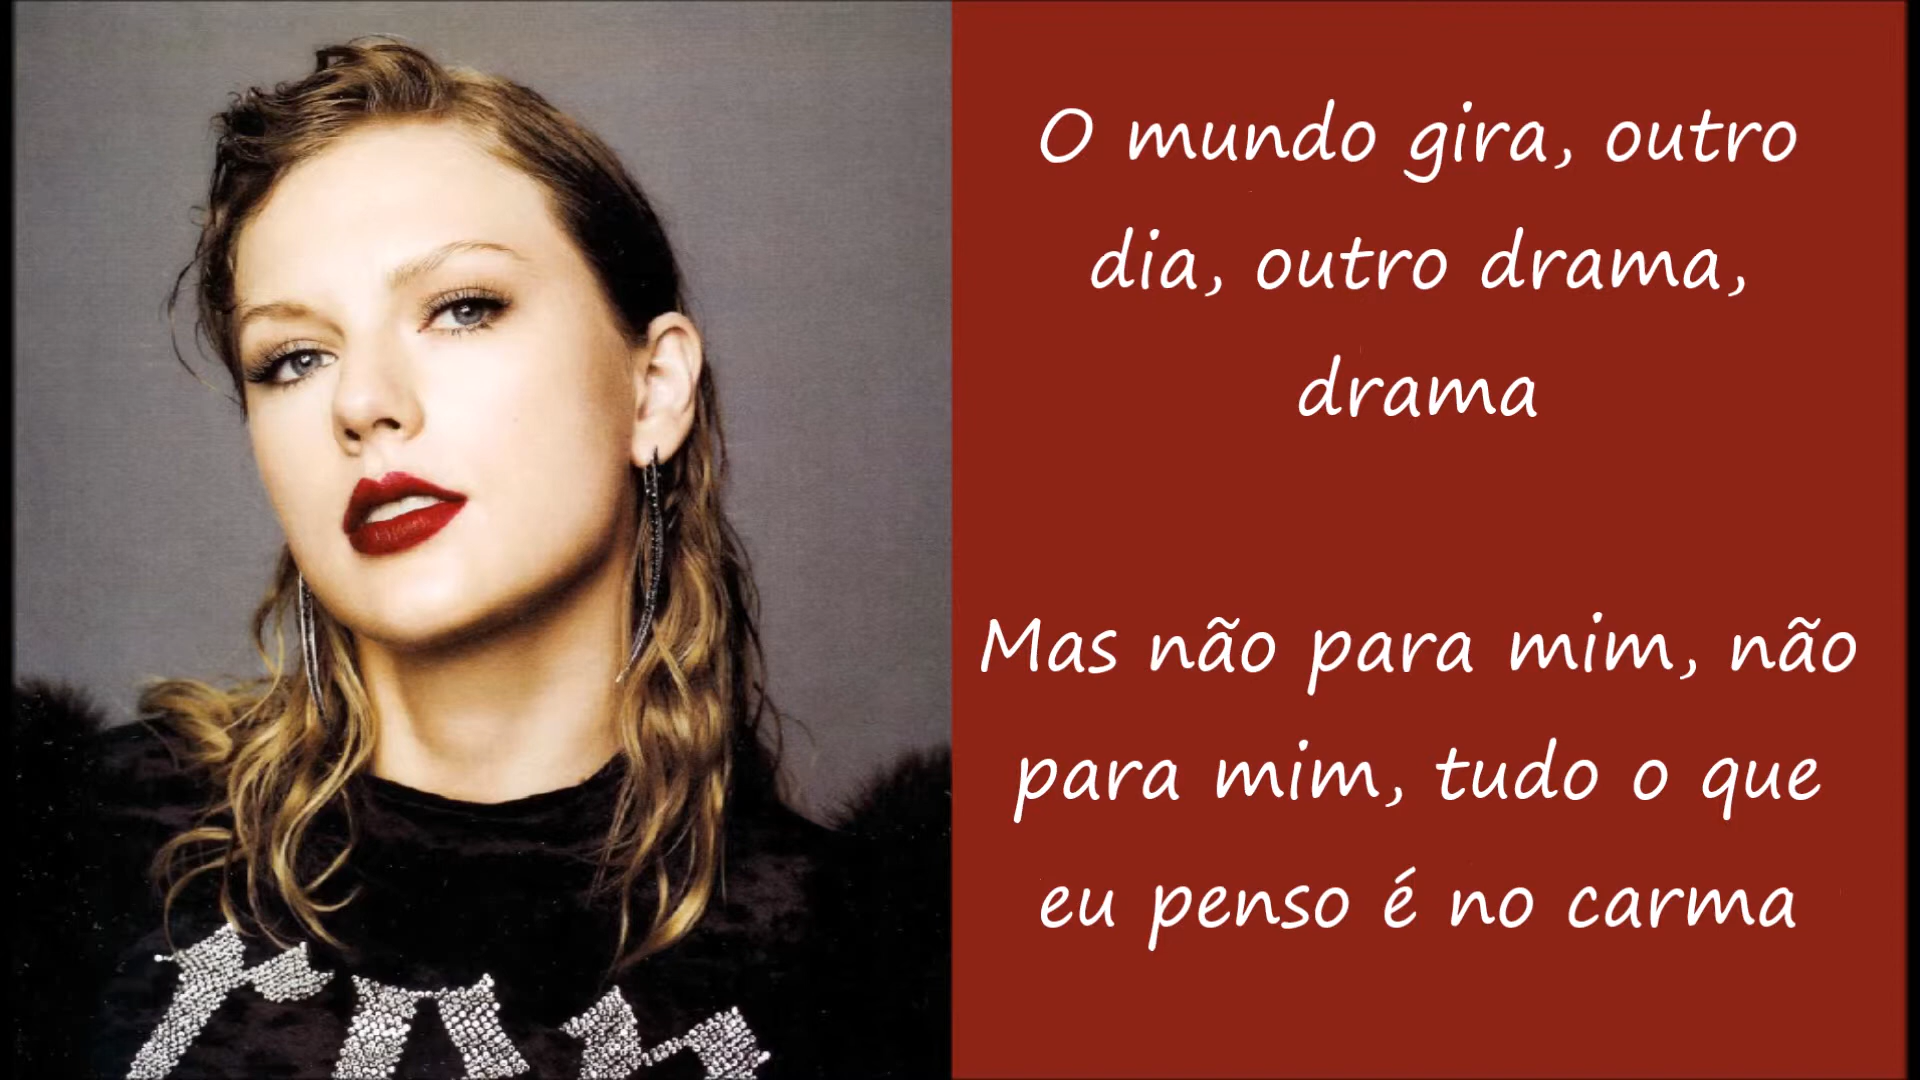 O mundo gira, outro
dia, outro drama,
drama
Mas não para mim, não
para mim, tudo o que
eu penso é no carma